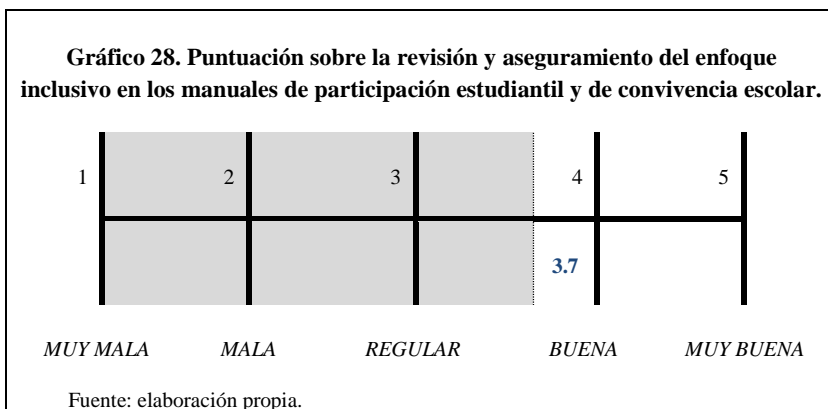 Gráfico 28. Puntuación sobre la revisión y aseguramiento del enfoque
inclusivo en los manuales de participación estudiantil y de convivencia escolar.
1 2 3 4 5
3.7
MUY MALA MALA REGULAR BUENA MUY BUENA
Fuente: elaboración propia.